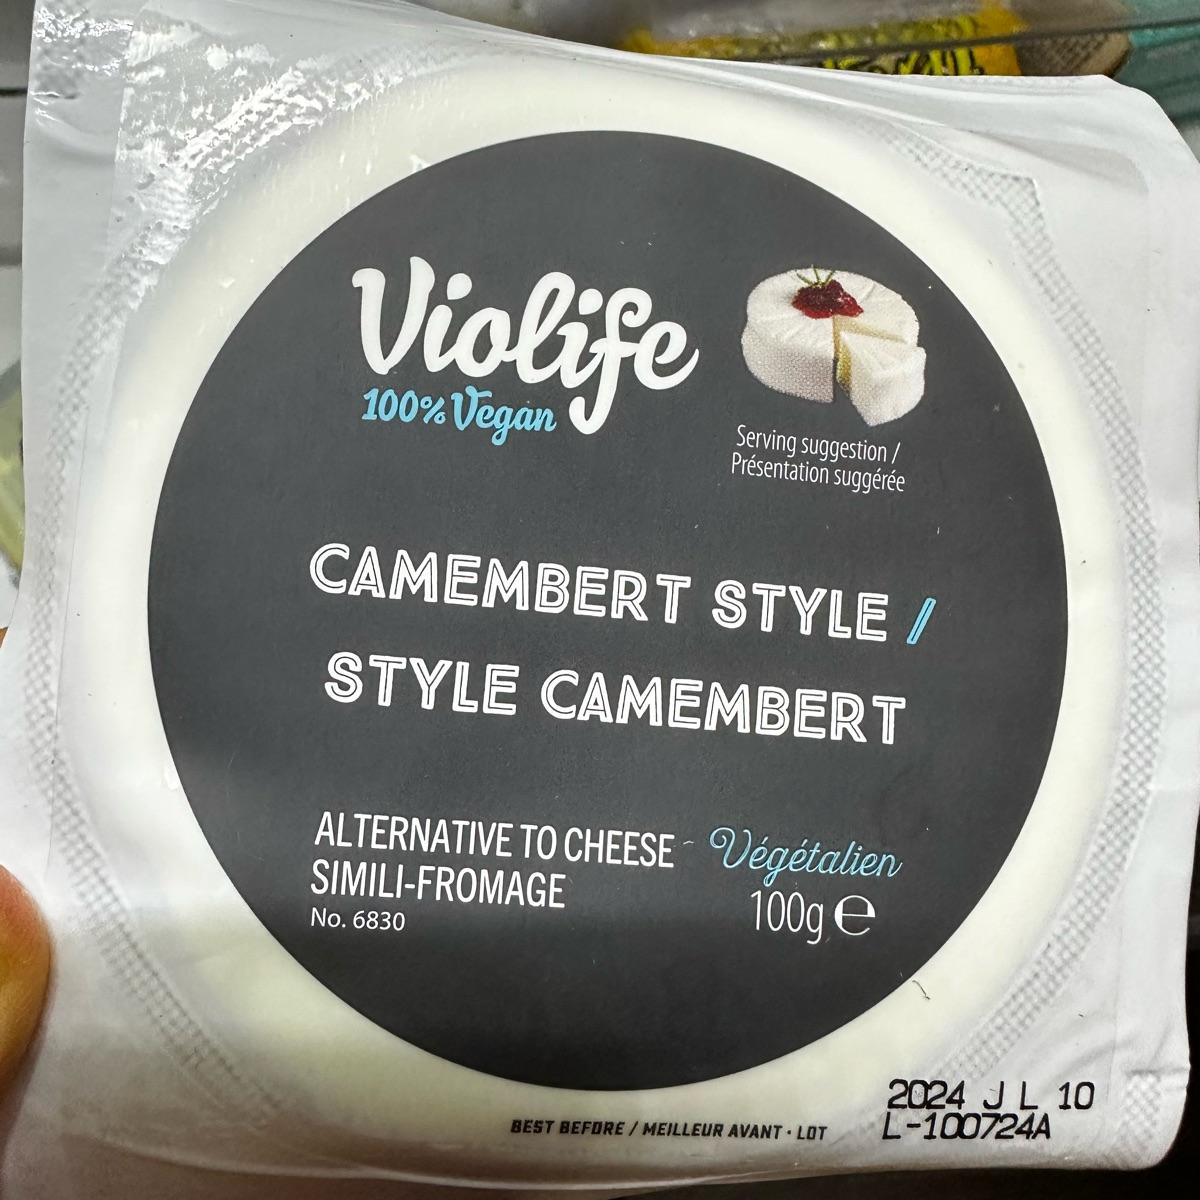 Violife
100% Vegan
Serving suggestion /
Présentation suggérée
CAMEMBERT STYLE /
STYLE CAMEMBERT
ALTERNATIVE TO CHEESE - Végétalien
SIMILI-FROMAGE
100g ℮
No. 6830
2024 JL 10
BEST BEFORE / MEILLEUR AVANT · LOT
L-100724A